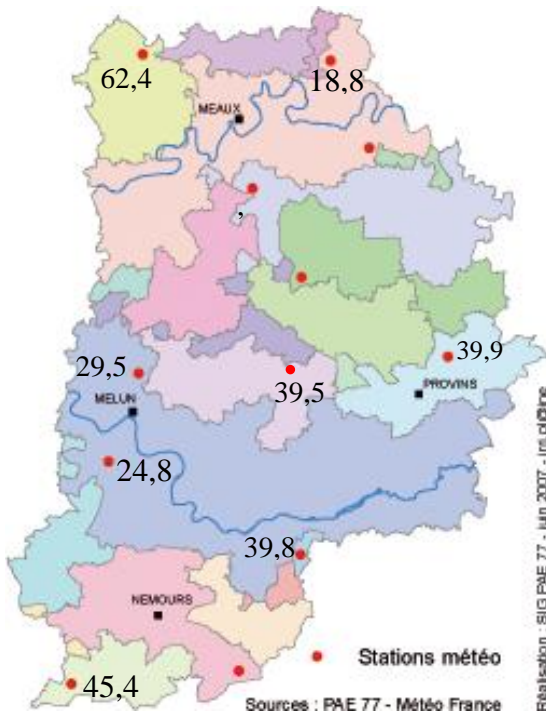 62,4
18,8
MEAUX
,
39,9
29,5
39,5
PROVINS
MELUN
24,8
39,8
NEMOURS
Stations météo
45,4
Sources : PAE 77 - Météo France
Réalisation : SIG PAE 77 - juin 2007 -